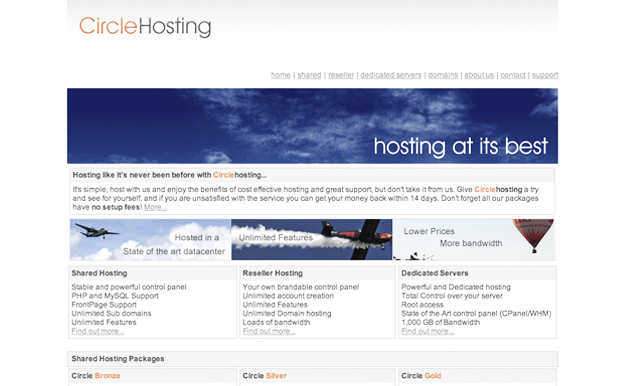 CircleHosting
home | shared | reseller | dedicated servers | domains | about us | contact | support
hosting at its best
Hosting like it's never been before with Circlehosting...
It's simple, host with us and enjoy the benefits of cost effective hosting and great support, but don't take it from us. Give Circlehosting a try
and see for yourself, and if you are unsatisfied with the service you can get your money back within 14 days. Don't forget all our packages
have no setup fees! More...
Hosted in a
State of the art datacenter
Unlimited Features
Lower Prices
More bandwidth
Shared Hosting
Stable and powerful control panel
PHP and MySQL Support
FrontPage Support
Unlimited Sub domains
Unlimited Features
Find out more...
Reseller Hosting
Your own brandable control panel
Unlimited account creation
Unlimited Features
Unlimited Domain hosting
Loads of bandwidth
Find out more...
Dedicated Servers
Powerful and Dedicated hosting
Total Control over your server
Root access
State of the Art control panel (CPanel/WHM)
1,000 GB of Bandwidth
Find out more...
Shared Hosting Packages
Circle Bronze
Circle Silver
Circle Gold